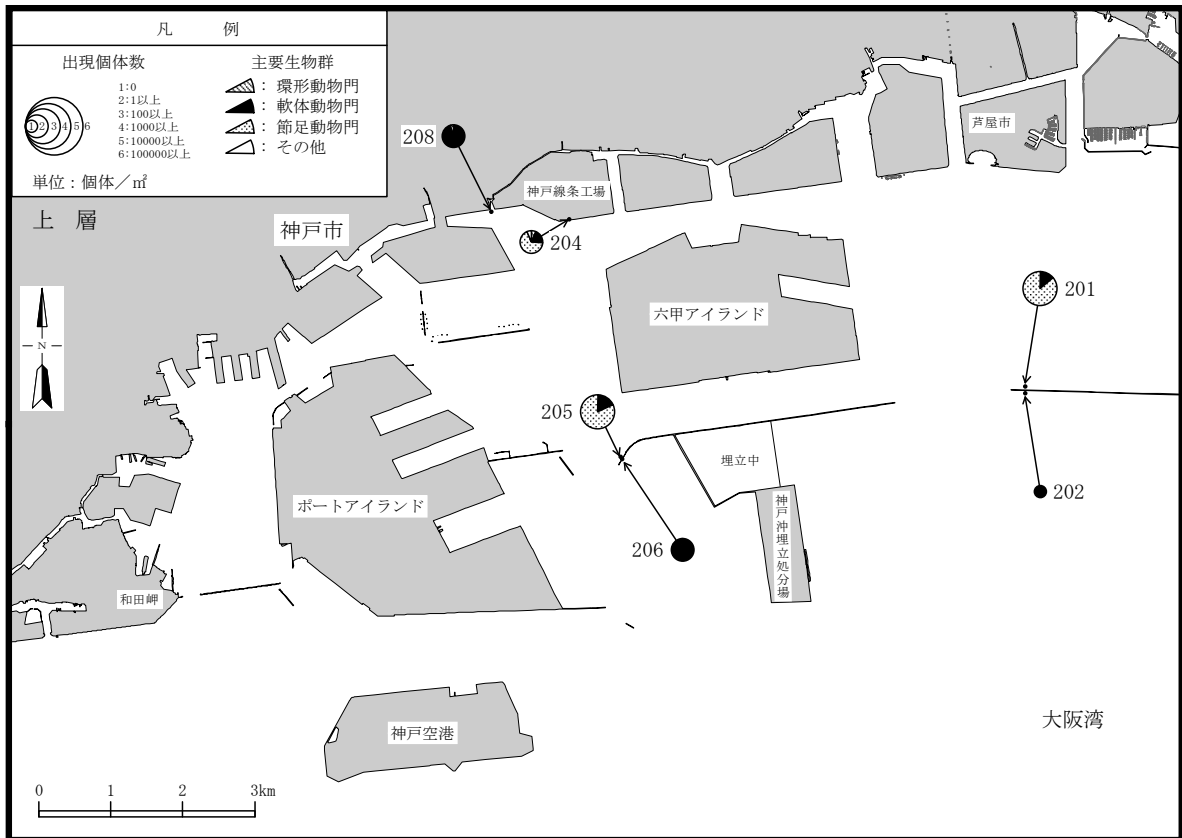 凡　例
出現個体数
主要生物群
1:0
2:1以上
3:100以上
4:1000以上
5:10000以上
6:100000以上
1 2 3 4 5 6
: 環形動物門
: 軟体動物門
: 節足動物門
: その他
単位：個体／㎡
上　層
神戸市
208
神戸線条工場
204
芦屋市
N
六甲アイランド
201
205
埋立中
202
ポートアイランド
神戸沖埋立処分場
206
和田岬
神戸空港
大阪湾
0 1 2 3km